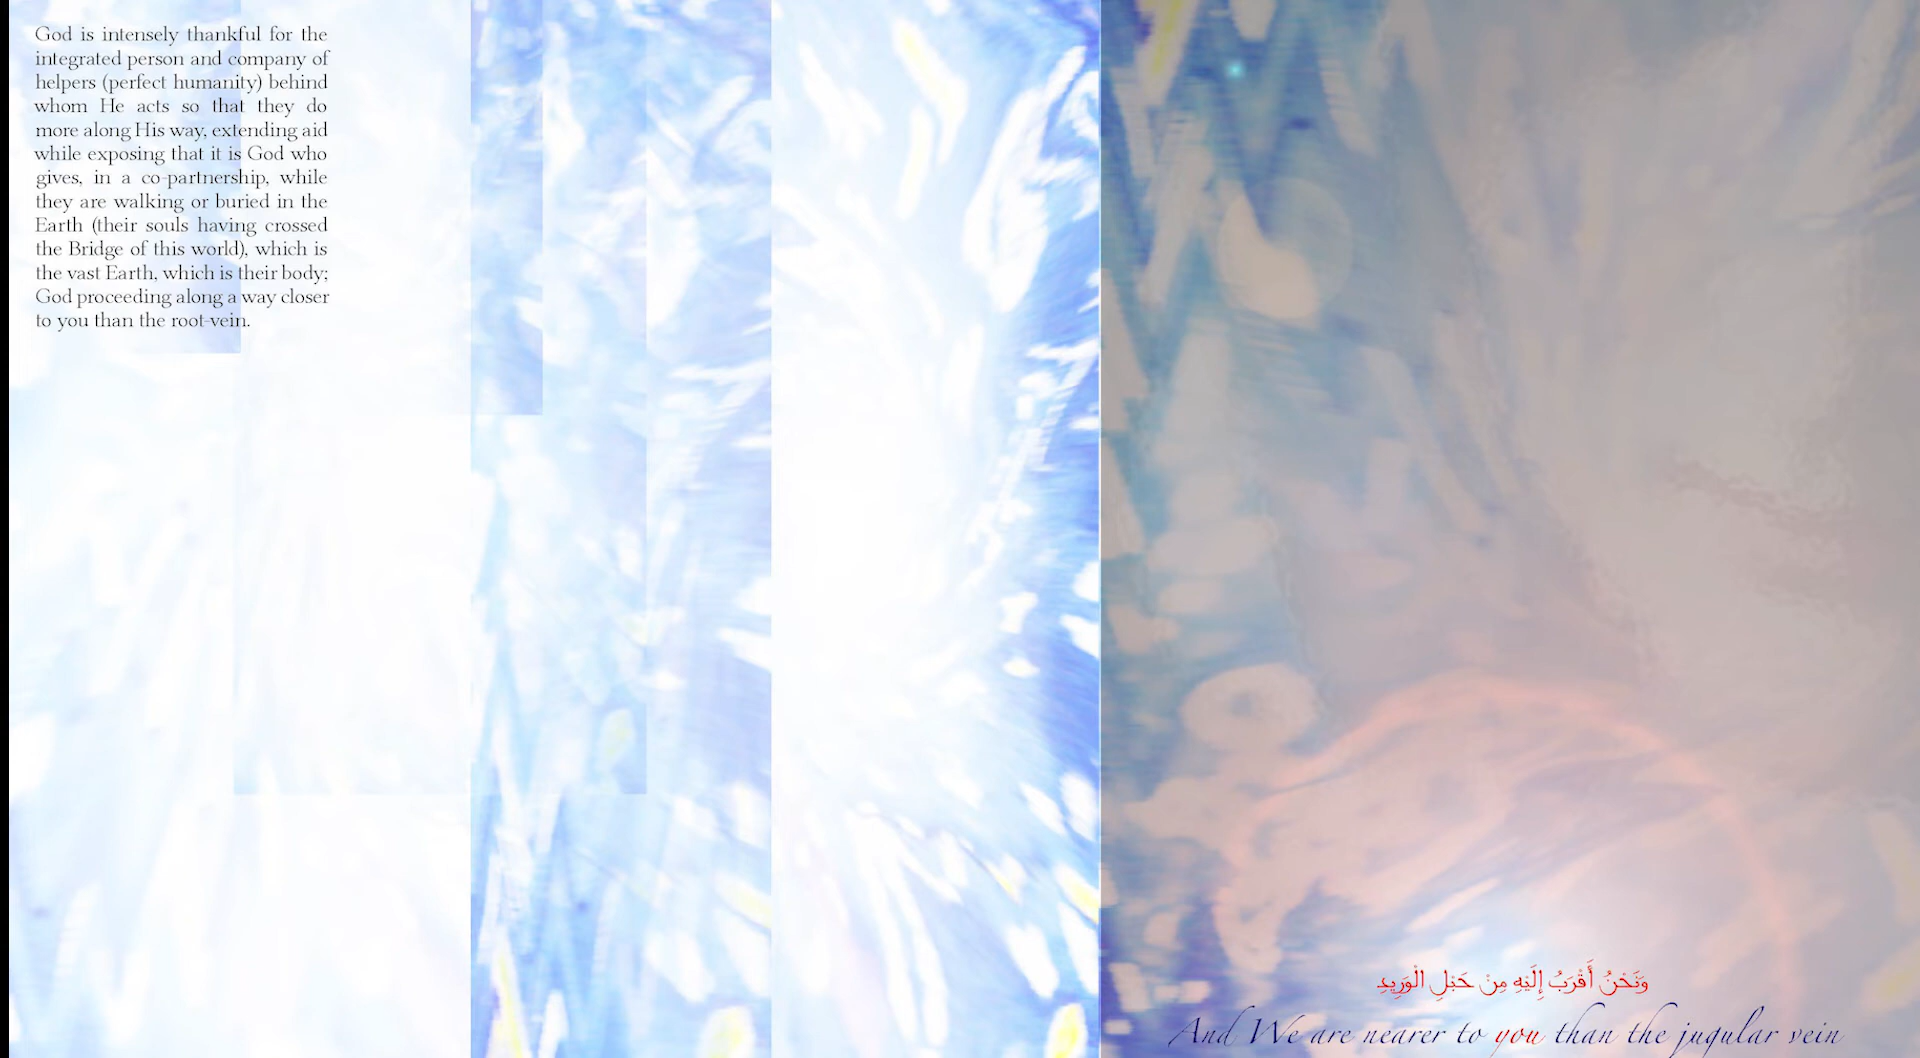 God is intensely thankful for the
integrated person and company of
helpers (perfect humanity) behind
whom He acts so that they do
more along His way, extending aid
while exposing that it is God who
gives, in a co-partnership, while
they are walking or buried in the
Earth (their souls having crossed
the Bridge of this world), which is
the vast Earth, which is their body;
God proceeding along a way closer
to you than the root-vein.
وَنَحْنُ أَقْرَبُ إِلَيْهِ مِنْ حَبْلِ الْوَرِيدِ
And We are nearer to you than the jugular vein